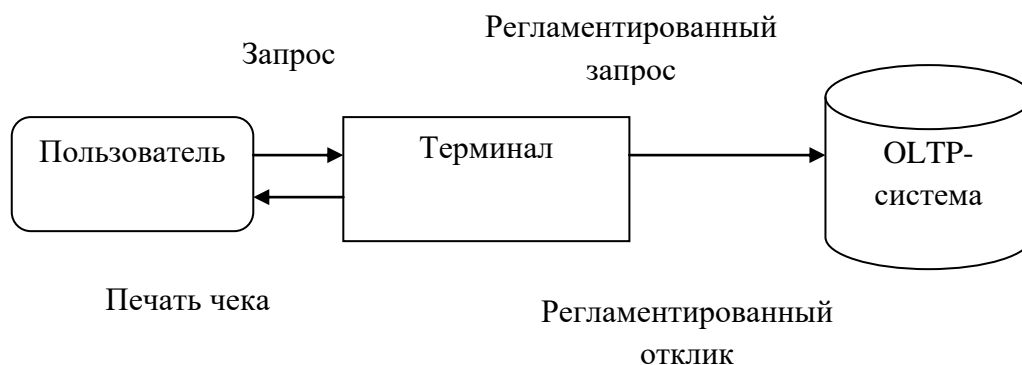 Запрос
Регламентированный
запрос
Пользователь
Терминал
OLTP-
система
Печать чека
Регламентированный
отклик